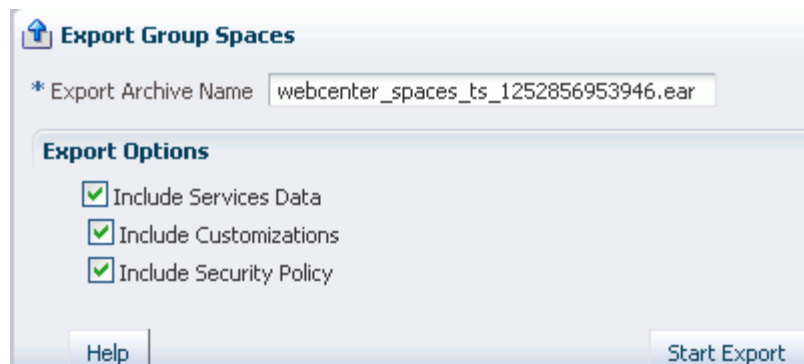 Export Group Spaces
* Export Archive Name webcenter_spaces_ts_1252856953946.ear
Export Options
Include Services Data
Include Customizations
Include Security Policy
Help Start Export